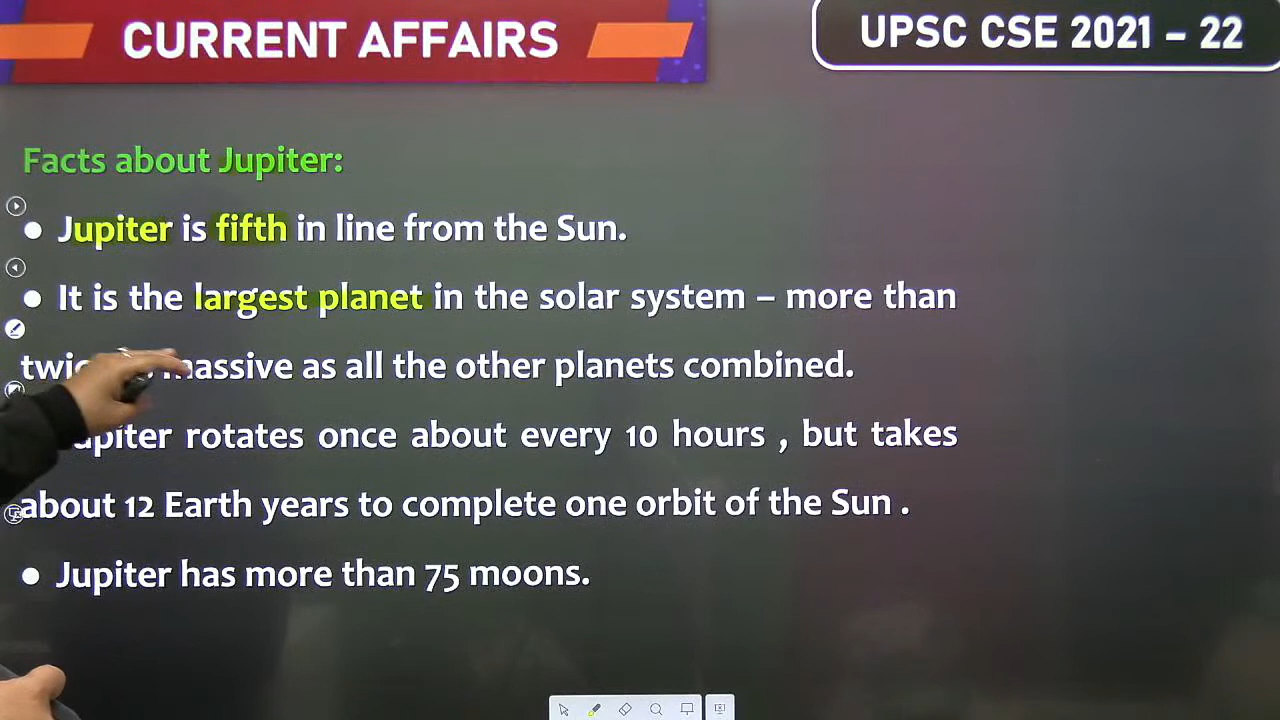 CURRENT AFFAIRS
UPSC CSE 2021 – 22
Facts about Jupiter:
● Jupiter is fifth in line from the Sun.
● It is the largest planet in the solar system – more than
massive as all the other planets combined.
rotates once about every 10 hours , but takes
about 12 Earth years to complete one orbit of the Sun .
● Jupiter has more than 75 moons.